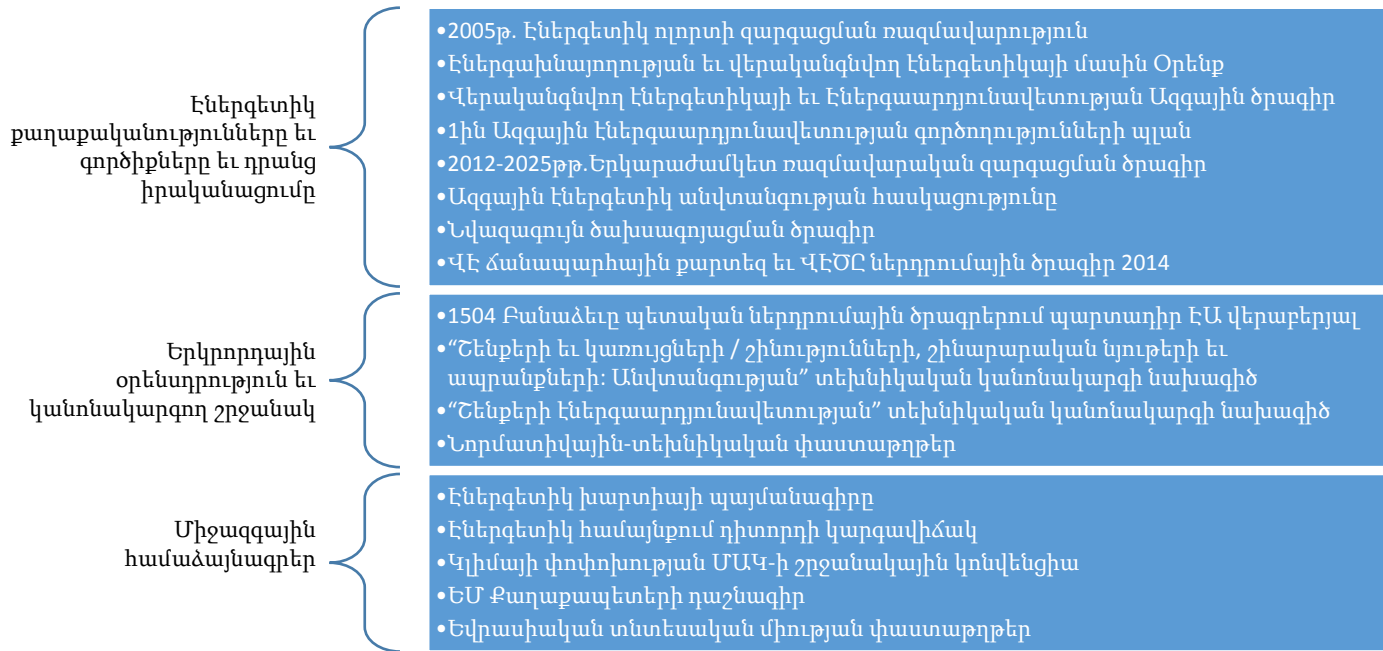 Էներգետիկ
քաղաքականությունները եւ
գործիքները եւ դրանց
իրականացումը
•2005թ. Էներգետիկ ոլորտի զարգացման ռազմավարություն
•Էներգախնայողության եւ վերականգնվող էներգետիկայի մասին Օրենք
•Վերականգնվող էներգետիկայի եւ Էներգաարդյունավետության Ազգային ծրագիր
•1ին Ազգային էներգաարդյունավետության գործողությունների պլան
•2012-2025թթ.Երկարաժամկետ ռազմավարական զարգացման ծրագիր
•Ազգային էներգետիկ անվտանգության հասկացությունը
•Նվազագույն ծախսագոյացման ծրագիր
•ՎԷ Ճանապարհային քարտեզ եւ ՎԷԾԸ ներդրումային ծրագիր 2014
Երկրորդային
օրենսդրություն եւ
կանոնակարգող շրջանակ
•1504 Բանաձեւը պետական ներդրումային ծրագրերում պարտադիր ԷԱ վերաբերյալ
•“Շենքերի եւ կառույցների / շինությունների, շինարարական նյութերի եւ
ապրանքների: Անվտանգության” տեխնիկական կանոնակարգի նախագիծ
•“Շենքերի էներգաարդյունավետության” տեխնիկական կանոնակարգի նախագիծ
•Նորմատիվային-տեխնիկական փաստաթղթեր
Միջազգային
համաձայնագրեր
•Էներգետիկ խարտիայի պայմանագիրը
•Էներգետիկ համայնքում դիտորդի կարգավիճակ
•Կլիմայի փոփոխության ՄԱԿ-ի շրջանակային կոնվենցիա
•ԵՄ Քաղաքապետերի դաշնագիր
•Եվրասիական տնտեսական միության փաստաթղթեր